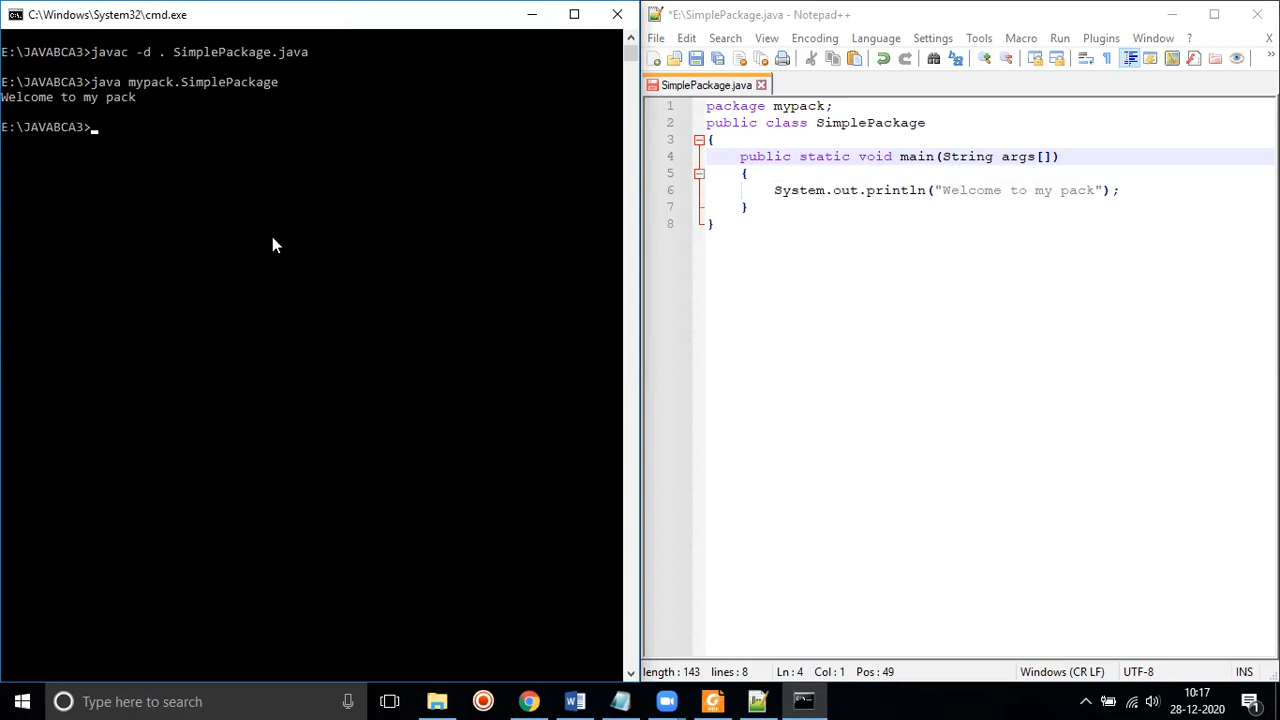 C:\Windows\System32\cmd.exe
E:\JAVABCA3>javac -d . SimplePackage.java
E:\JAVABCA3>java mypack.SimplePackage
Welcome to my pack
E:\JAVABCA3>
*E:\SimplePackage.java - Notepad++
File Edit Search View Encoding Language Settings Tools Macro Run Plugins Window ? X
SimplePackage.java
1 package mypack;
2 public class SimplePackage
3 {
4 public static void main(String args[])
5 {
6 System.out.println("Welcome to my pack");
7 }
8 }
length : 143 lines : 8 Ln : 4 Col : 1 Pos : 49 Windows (CR LF) UTF-8 INS
Type here to search
10:17
28-12-2020
1